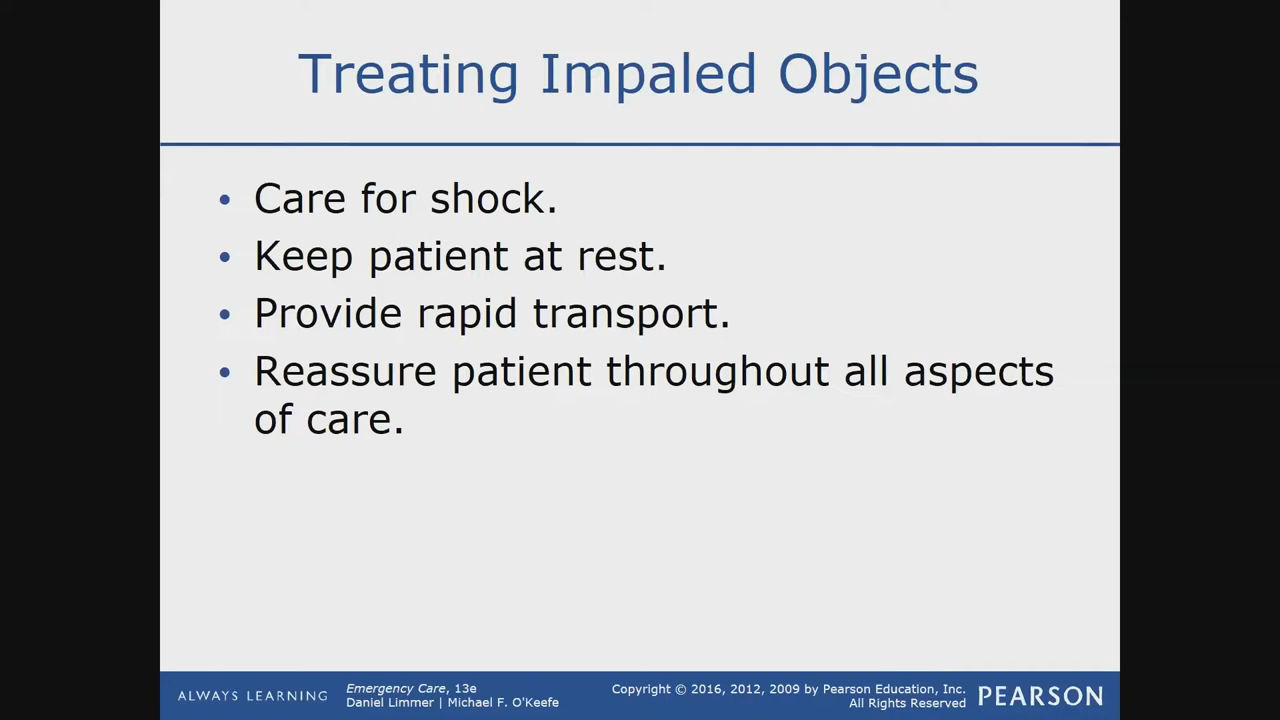 Treating Impaled Objects
• Care for shock.
• Keep patient at rest.
• Provide rapid transport.
• Reassure patient throughout all aspects
of care.
ALWAYS LEARNING
Emergency Care, 13e
Daniel Limmer | Michael F. O'Keefe
Copyright © 2016, 2012, 2009 by Pearson Education, Inc.
All Rights Reserved
PEARSON